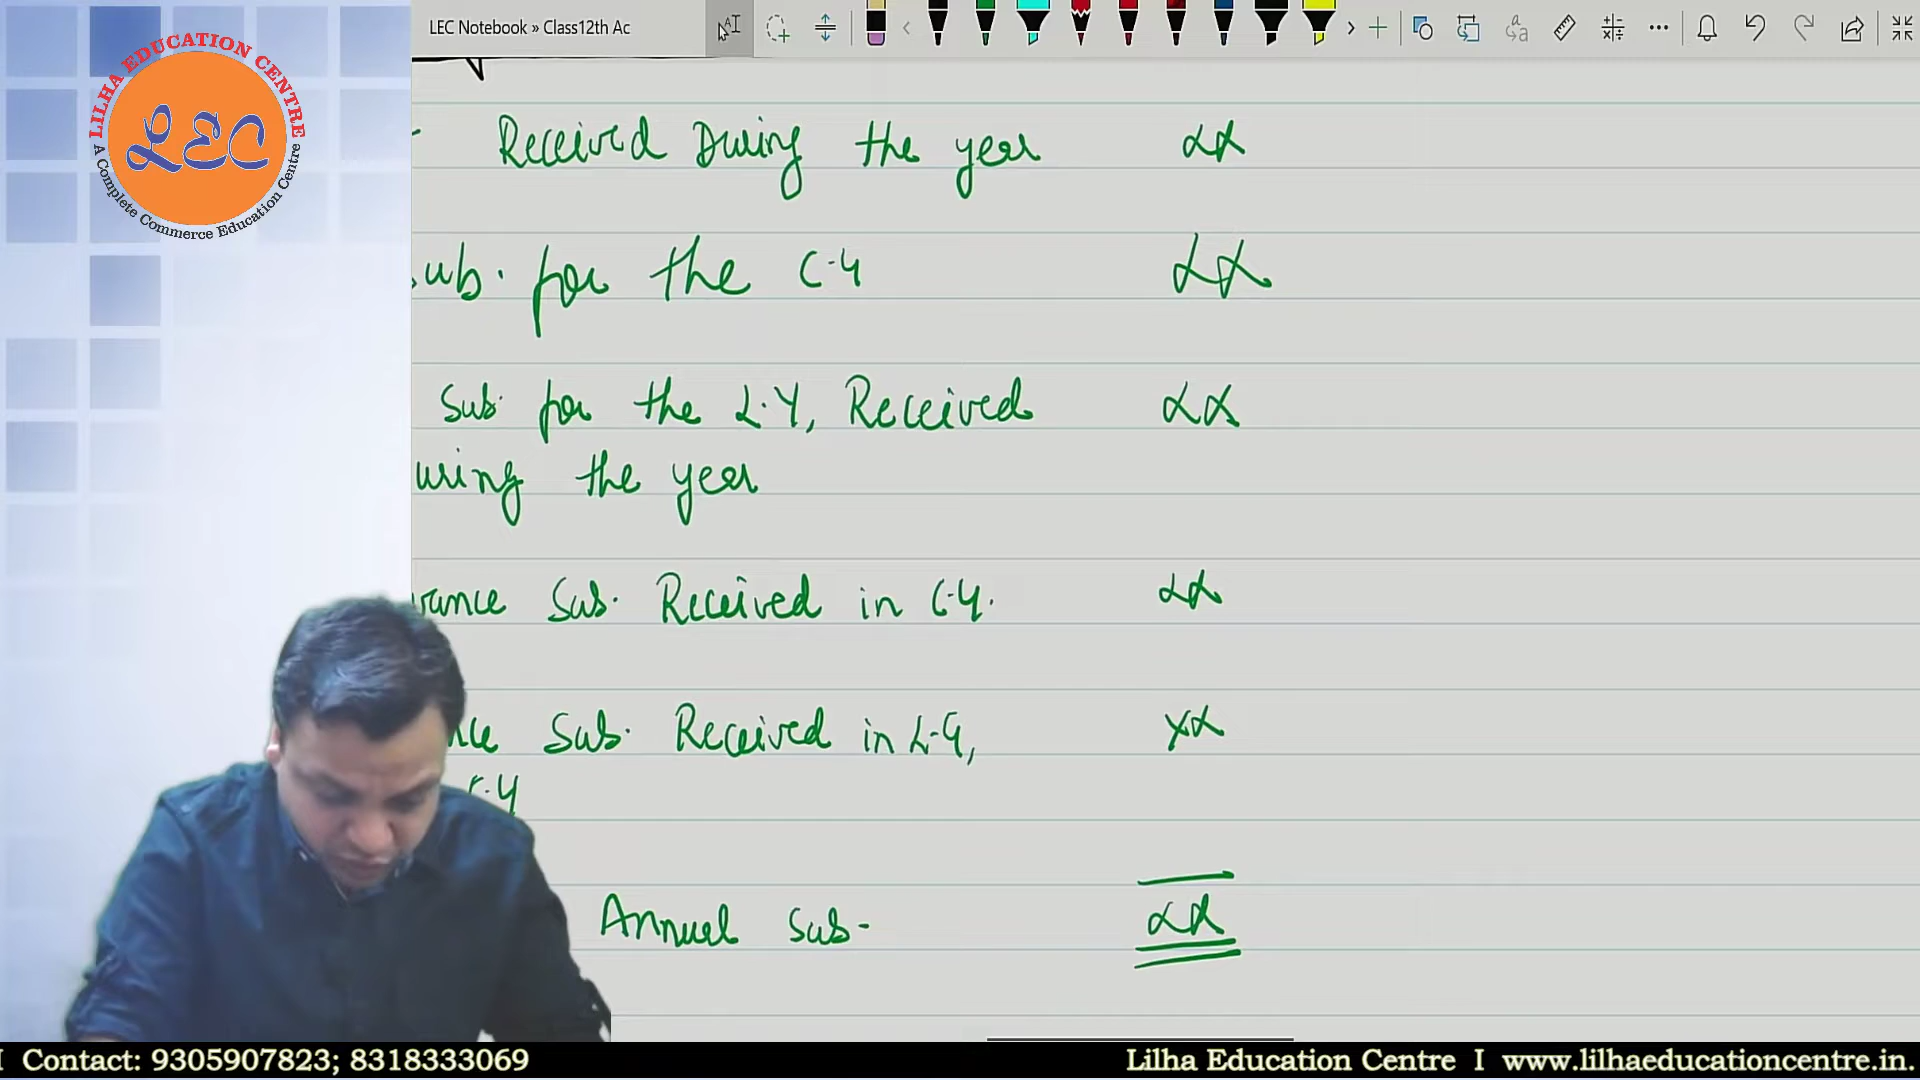 LEC Notebook » Class12th Ac
LILHA EDUCATION CENTRE
LEC
A Complete Commerce Education Centre
Received During the year xx
Sub. for the C.Y xx
Sub. for the L.Y, Received xx
uring the year
vance Sub. Received in C.Y. xx
nce Sub. Received in L.Y, xx
C.Y
Annual Sub. xx
Contact: 9305907823; 8318333069
Lilha Education Centre I www.lilhaeducationcentre.in.